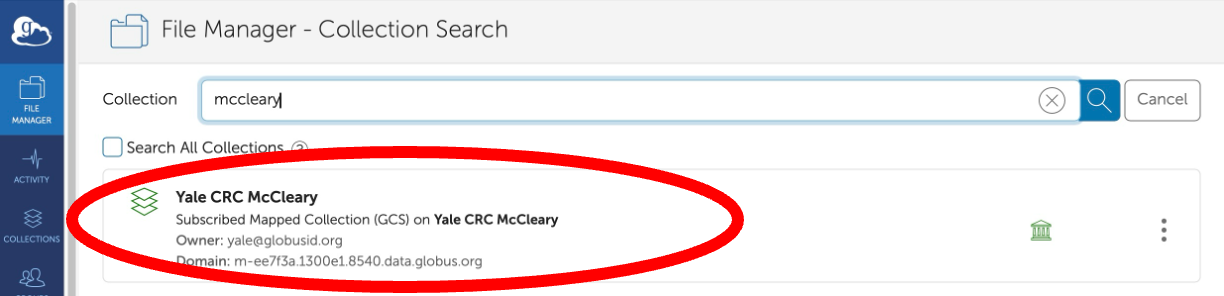 g
File Manager - Collection Search
FILE
MANAGER
Collection
mccleary
Cancel
Search All Collections
ACTIVITY
Yale CRC McCleary
Subscribed Mapped Collection (GCS) on Yale CRC McCleary
COLLECTIONS
Owner: yale@globusid.org
Domain: m-ee7f3a.1300e1.8540.data.globus.org